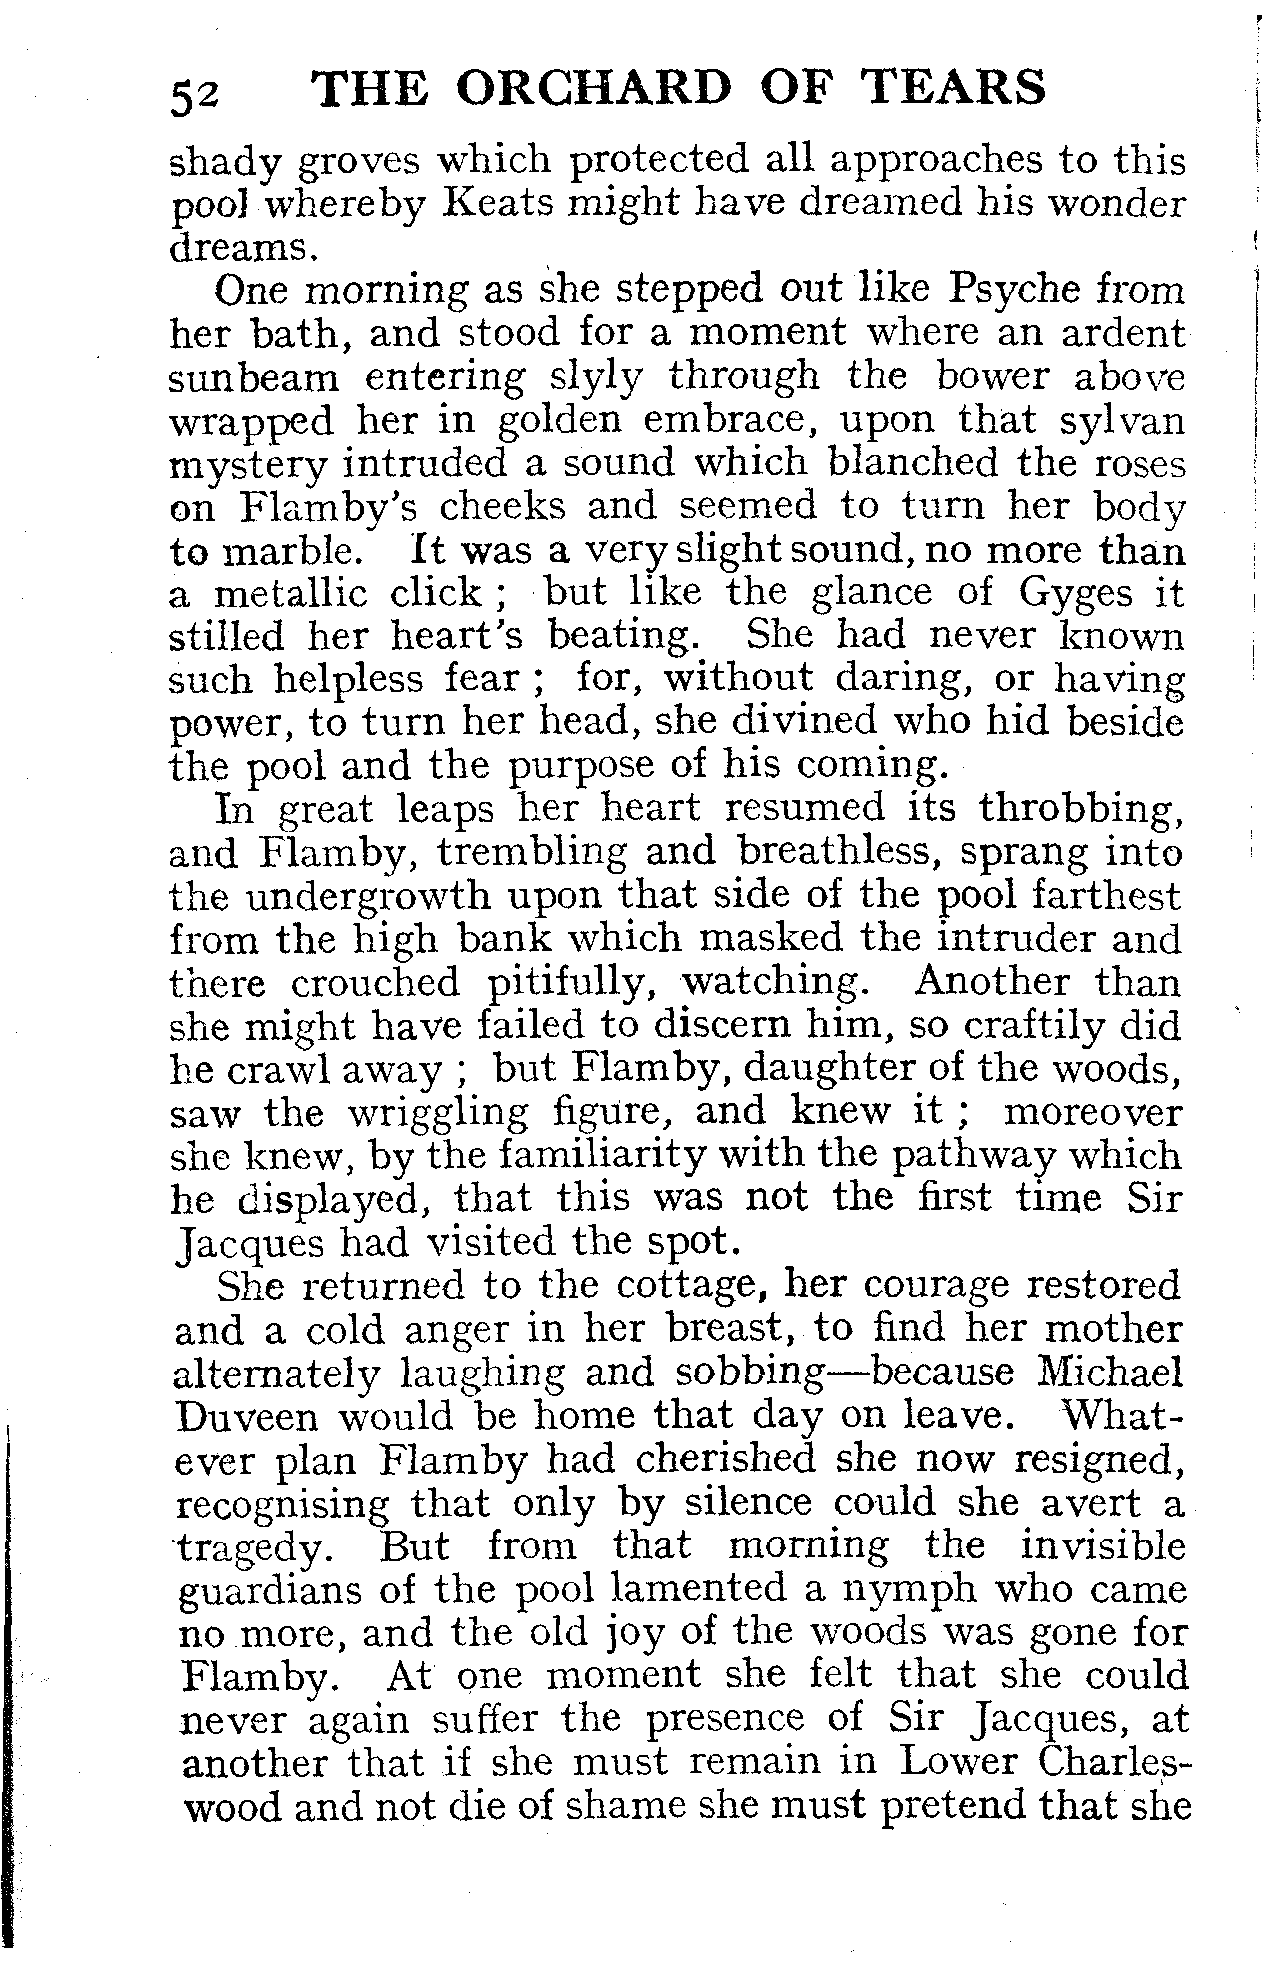 52 THE ORCHARD OF TEARS
shady groves which protected all approaches to this
pool whereby Keats might have dreamed his wonder
dreams.
One morning as she stepped out like Psyche from
her bath, and stood for a moment where an ardent
sunbeam entering slyly through the bower above
wrapped her in golden embrace, upon that sylvan
mystery intruded a sound which blanched the roses
on Flamby's cheeks and seemed to turn her body
to marble. It was a very slight sound, no more than
a metallic click ; but like the glance of Gyges it
stilled her heart's beating. She had never known
such helpless fear ; for, without daring, or having
power, to turn her head, she divined who hid beside
the pool and the purpose of his coming.
In great leaps her heart resumed its throbbing,
and Flamby, trembling and breathless, sprang into
the undergrowth upon that side of the pool farthest
from the high bank which masked the intruder and
there crouched pitifully, watching. Another than
she might have failed to discern him, so craftily did
he crawl away ; but Flamby, daughter of the woods,
saw the wriggling figure, and knew it ; moreover
she knew, by the familiarity with the pathway which
he displayed, that this was not the first time Sir
Jacques had visited the spot.
She returned to the cottage, her courage restored
and a cold anger in her breast, to find her mother
alternately laughing and sobbing—because Michael
Duveen would be home that day on leave. What-
ever plan Flamby had cherished she now resigned,
recognising that only by silence could she avert a
tragedy. But from that morning the invisible
guardians of the pool lamented a nymph who came
no more, and the old joy of the woods was gone for
Flamby. At one moment she felt that she could
never again suffer the presence of Sir Jacques, at
another that if she must remain in Lower Charles-
wood and not die of shame she must pretend that she